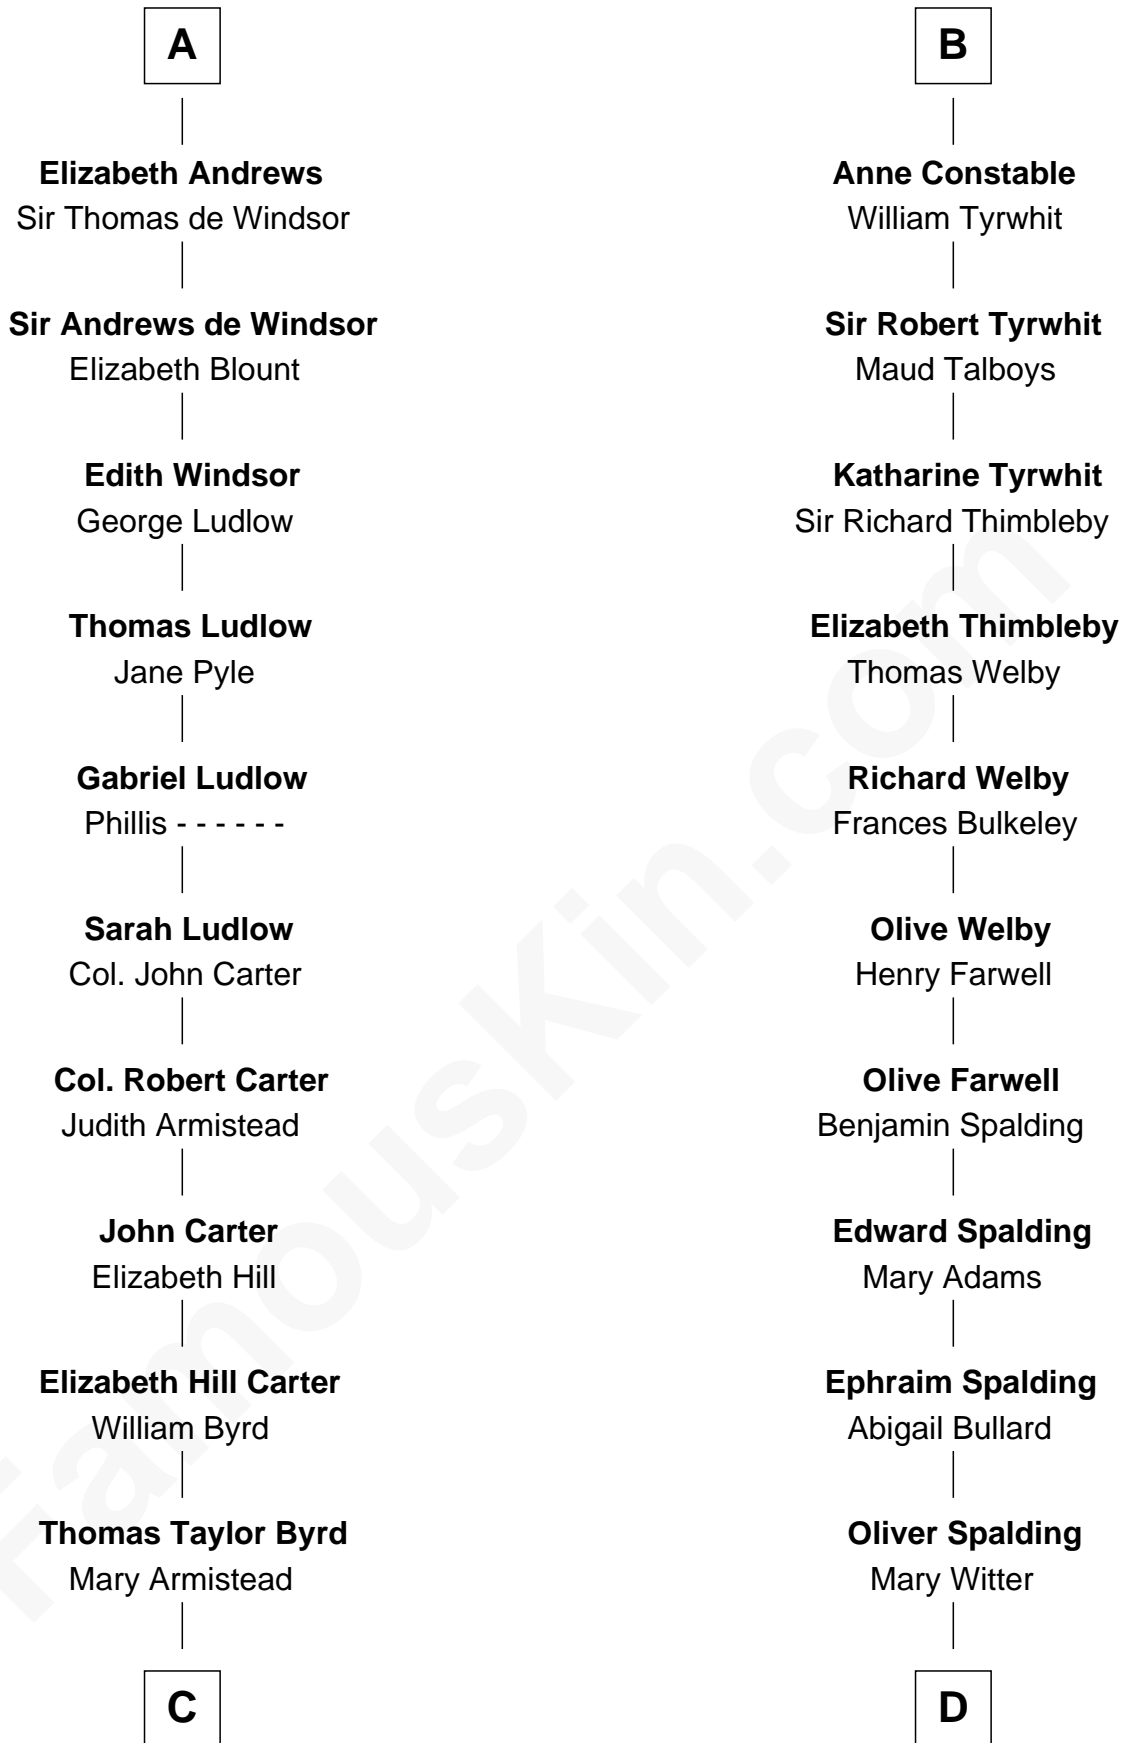 A
Elizabeth Andrews
Sir Thomas de Windsor
Sir Andrews de Windsor
Elizabeth Blount
Edith Windsor
George Ludlow
Thomas Ludlow
Jane Pyle
Gabriel Ludlow
Phillis - - - - - -
Sarah Ludlow
Col. John Carter
Col. Robert Carter
Judith Armistead
John Carter
Elizabeth Hill
Elizabeth Hill Carter
William Byrd
Thomas Taylor Byrd
Mary Armistead
C
B
Anne Constable
William Tyrwhit
Sir Robert Tyrwhit
Maud Talboys
Katharine Tyrwhit
Sir Richard Thimbleby
Elizabeth Thimbleby
Thomas Welby
Richard Welby
Frances Bulkeley
Olive Welby
Henry Farwell
Olive Farwell
Benjamin Spalding
Edward Spalding
Mary Adams
Ephraim Spalding
Abigail Bullard
Oliver Spalding
Mary Witter
D
FamousKin.com